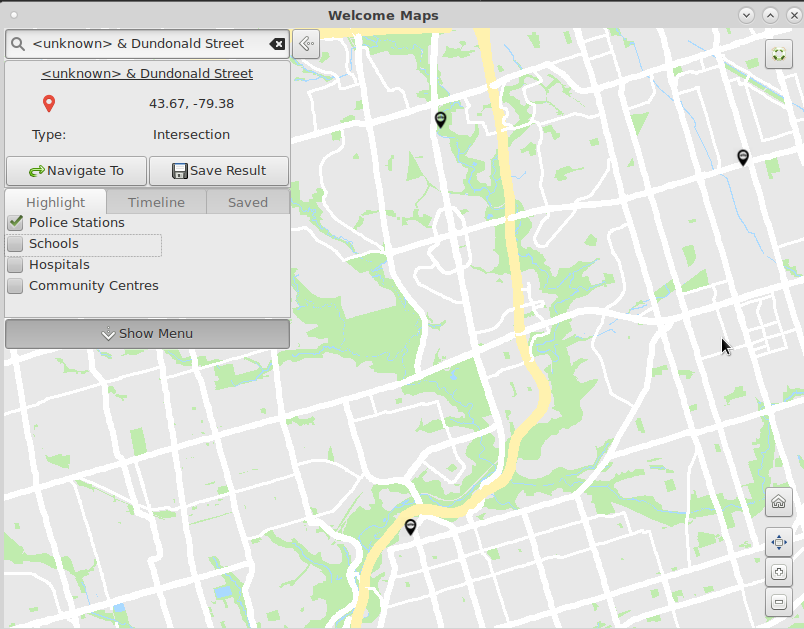 Welcome Maps
<unknown> & Dundonald Street
<unknown> & Dundonald Street
43.67, -79.38
Type: Intersection
Navigate To Save Result
Highlight Timeline Saved
Police Stations
Schools
Hospitals
Community Centres
Show Menu